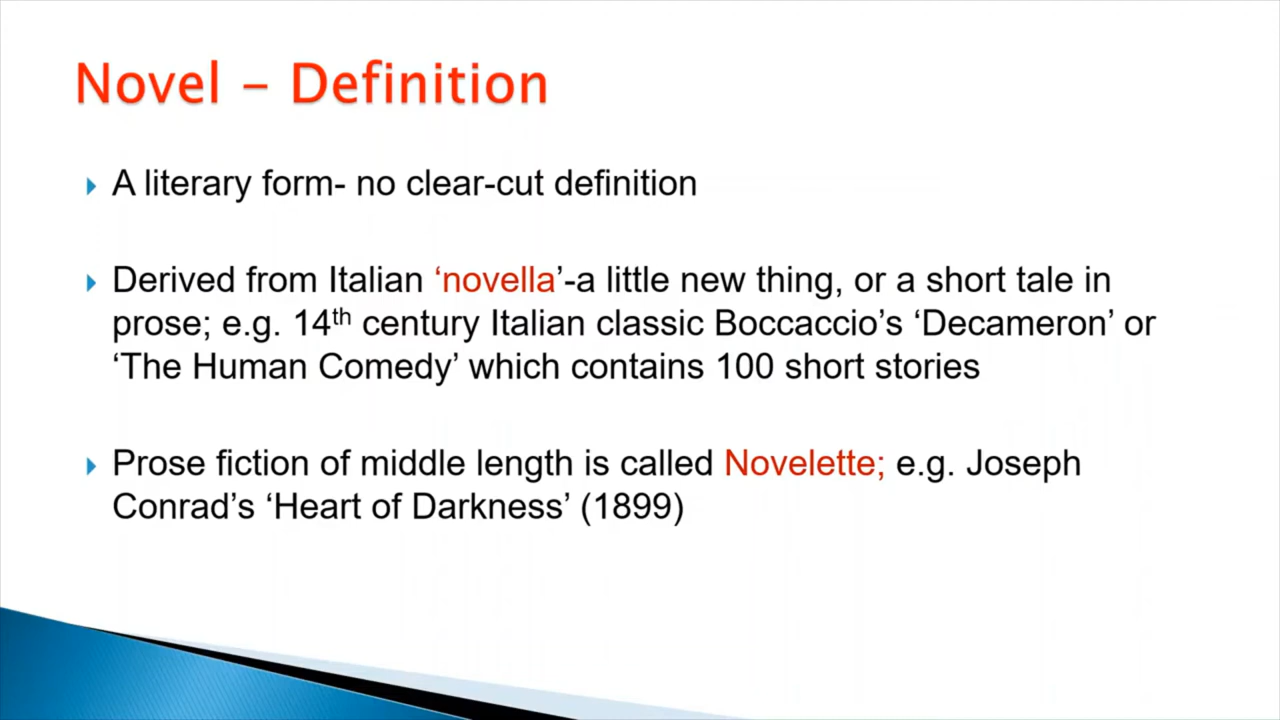 Novel – Definition
A literary form- no clear-cut definition
Derived from Italian ‘novella’-a little new thing, or a short tale in
prose; e.g. 14th century Italian classic Boccaccio’s ‘Decameron’ or
‘The Human Comedy’ which contains 100 short stories
Prose fiction of middle length is called Novelette; e.g. Joseph
Conrad’s ‘Heart of Darkness’ (1899)